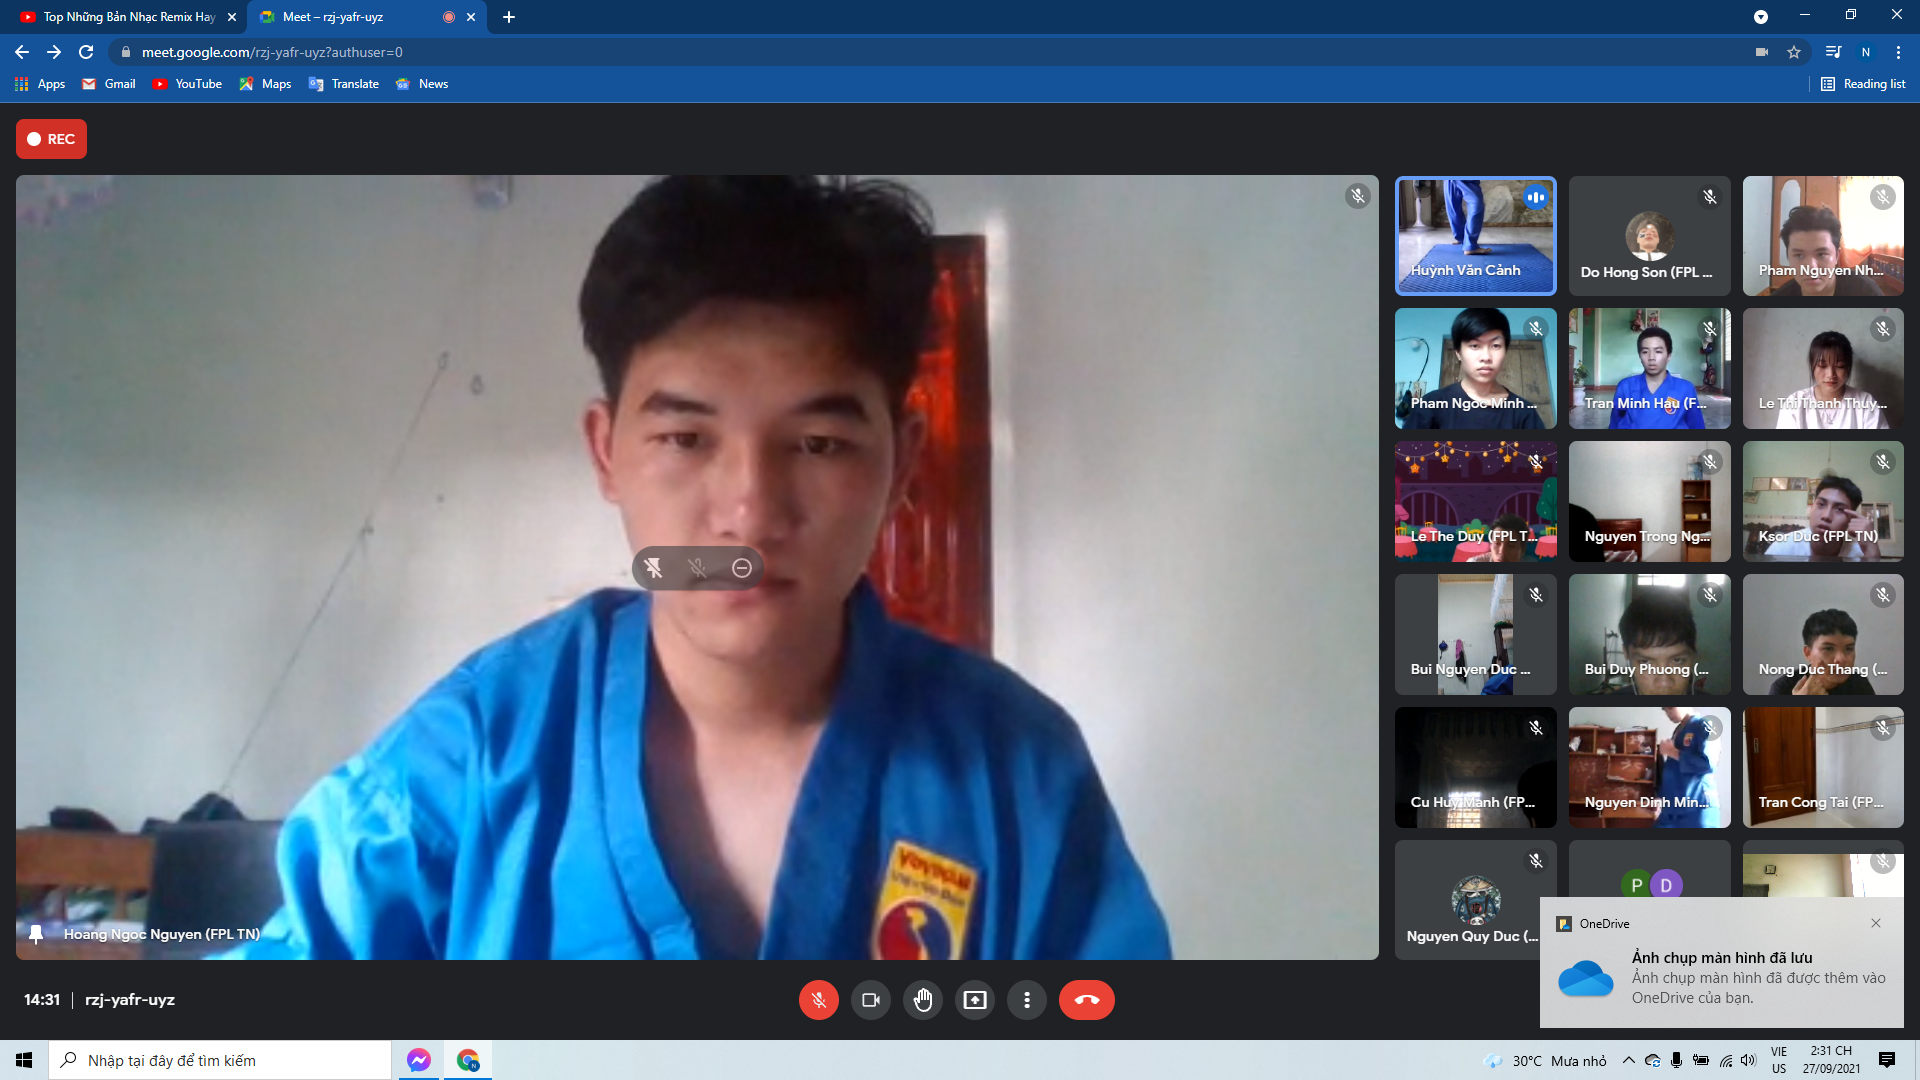 Top Những Bản Nhạc Remix Hay
Meet – rzj-yafr-uyz
meet.google.com/rzj-yafr-uyz?authuser=0
N
Apps
Gmail
YouTube
Maps
Translate
News
Reading list
REC
Huỳnh Văn Cảnh
Do Hong Son (FPL ...
Pham Nguyen Nh...
Pham Ngoc Minh ...
Tran Minh Hau (F...
Le Thi Thanh Thuy...
Le The Duy (FPL T...
Nguyen Trong Ng...
Ksor Duc (FPL TN)
Bui Nguyen Duc ...
Bui Duy Phuong (...
Nong Duc Thang (...
Cu Huy Manh (FP...
Nguyen Dinh Min...
Tran Cong Tai (FP...
Nguyen Quy Duc (...
P
D
VOVINAM
Hoang Ngoc Nguyen (FPL TN)
OneDrive
Ảnh chụp màn hình đã lưu
Ảnh chụp màn hình đã được thêm vào
OneDrive của bạn.
14:31 | rzj-yafr-uyz
Nhập tại đây để tìm kiếm
30°C Mưa nhỏ
VIE
US
2:31 CH
27/09/2021